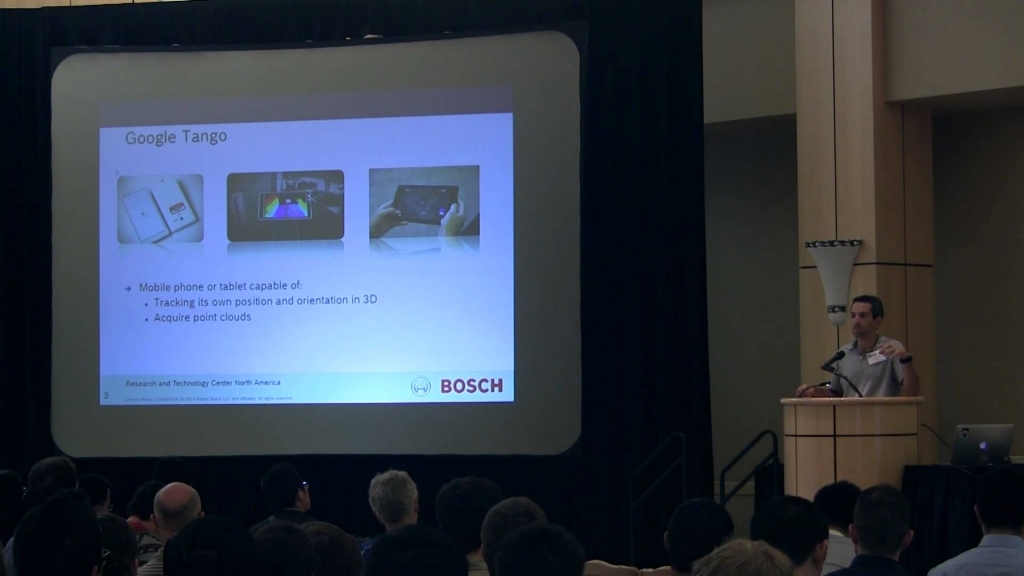 Google Tango
Mobile phone or tablet capable of:
Tracking its own position and orientation in 3D
Acquire point clouds
Research and Technology Center North America
BOSCH
3